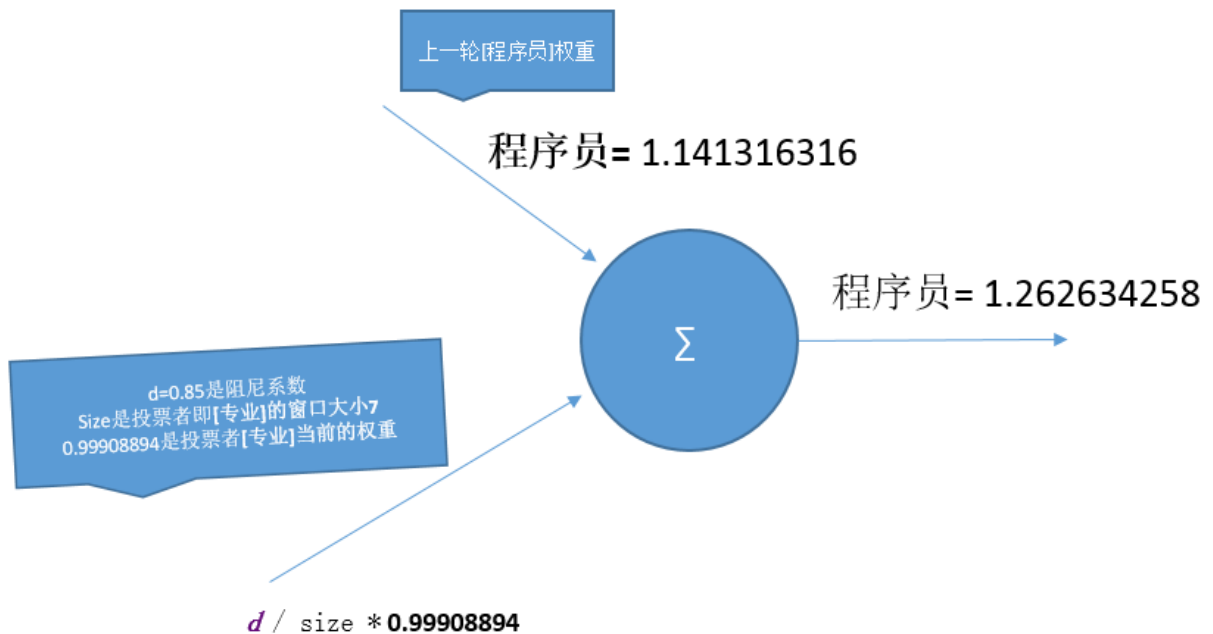 上一轮[程序员]权重
程序员= 1.141316316
程序员= 1.262634258
∑
d=0.85是阻尼系数
Size是投票者即[专业]的窗口大小7
0.99908894是投票者[专业]当前的权重
d / size *0.99908894